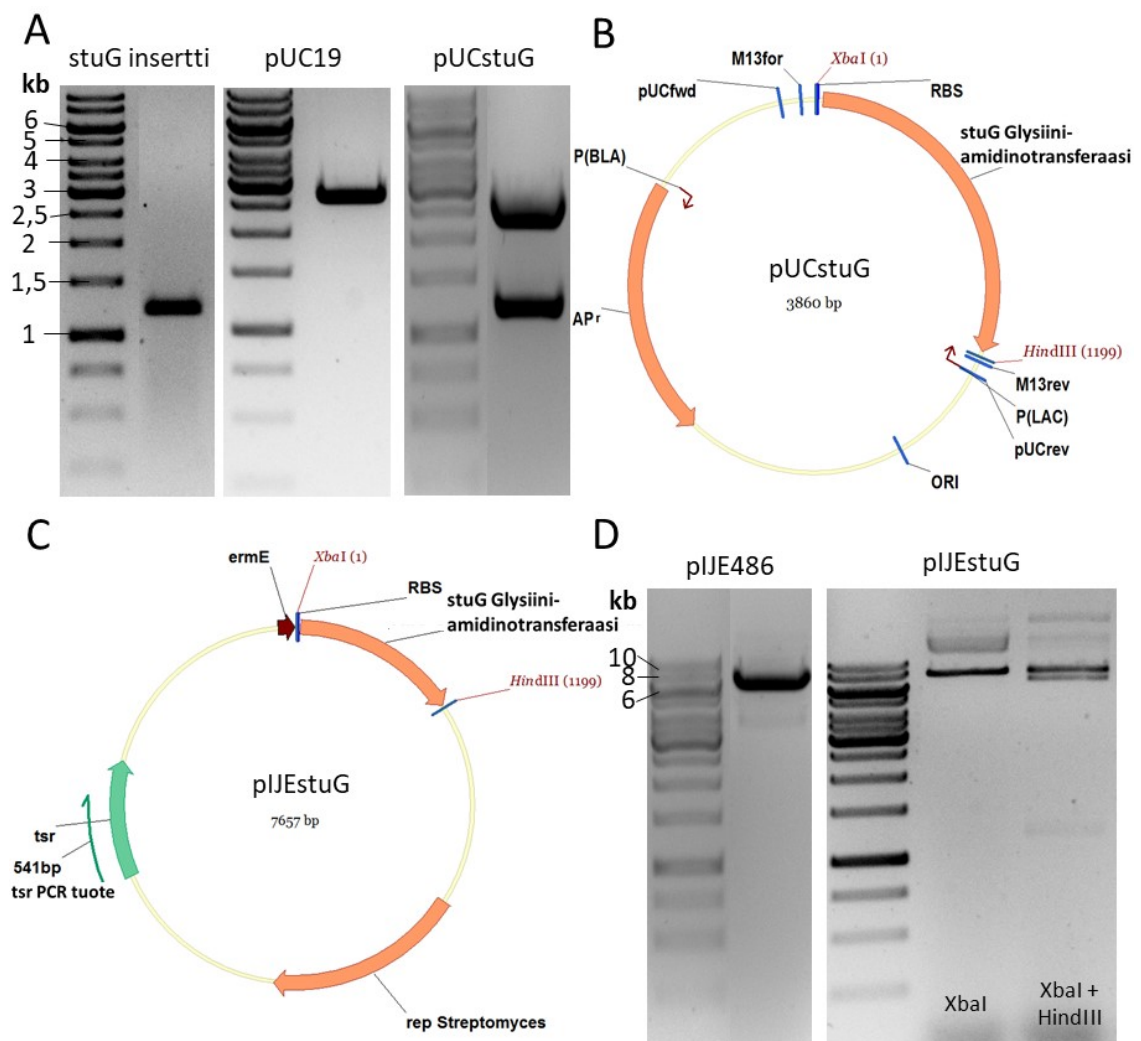 A
stuG insertti
pUC19
pUCstuG
kb
6
5
4
3
2,5
2
1,5
1
B
M13for
XbaI (1)
pUCfwd
RBS
P(BLA)
stuG Glysiini-
amidinotransferaasi
pUCstuG
3860 bp
APr
HindIII (1199)
M13rev
P(LAC)
pUCrev
ORI
C
ermE
XbaI (1)
RBS
stuG Glysiini-
amidinotransferaasi
HindIII (1199)
pIJEstuG
7657 bp
tsr
541bp
tsr PCR tuote
rep Streptomyces
D
pIJE486
pIJEstuG
kb
10
8
6
XbaI
XbaI +
HindIII